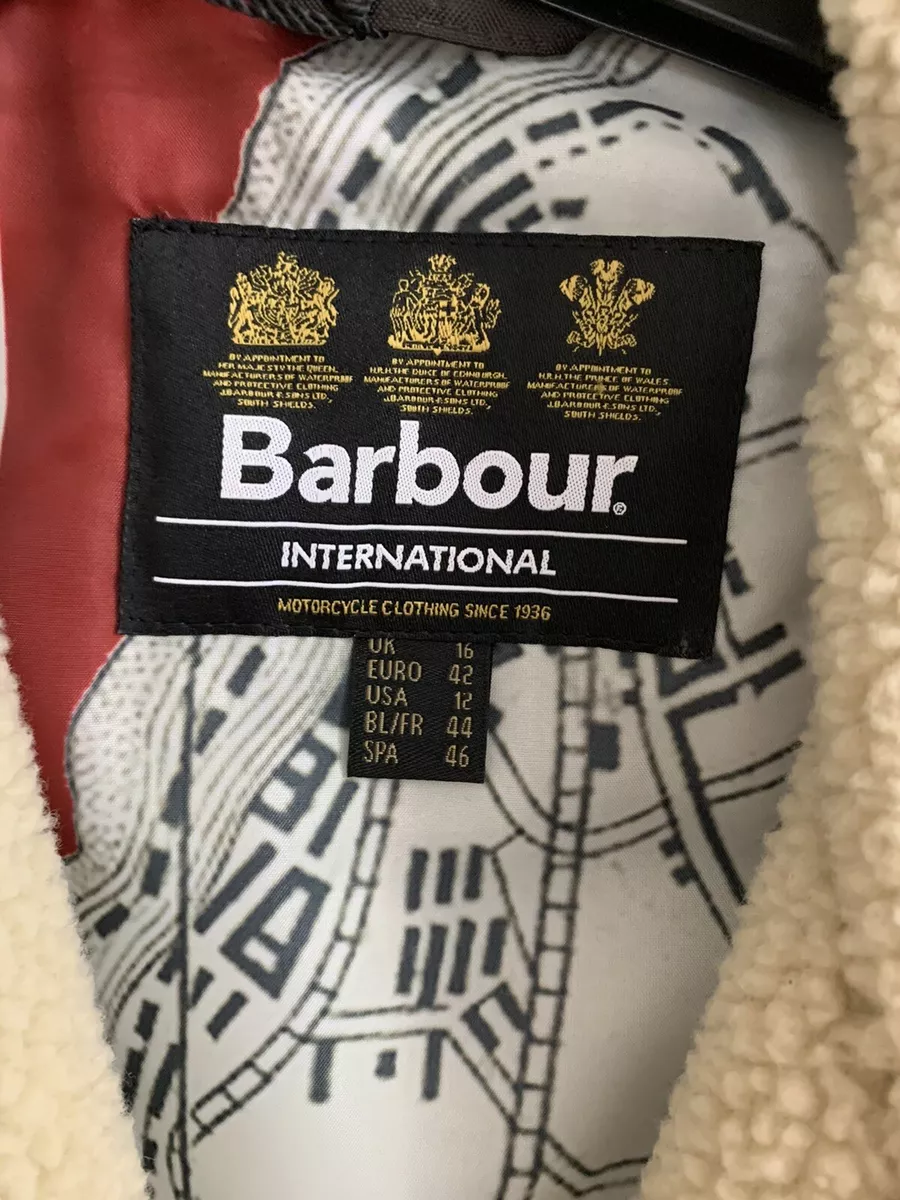 BY APPOINTMENT TO
HER MAJESTY THE QUEEN,
MANUFACTURERS OF WATERPROOF
AND PROTECTIVE CLOTHING
J.BARBOUR & SONS LTD.
SOUTH SHIELDS.
BY APPOINTMENT TO
H.R.H. THE DUKE OF EDINBURGH,
MANUFACTURERS OF WATERPROOF
AND PROTECTIVE CLOTHING
J.BARBOUR & SONS LTD,
SOUTH SHIELDS.
BY APPOINTMENT TO
H.R.H. THE PRINCE OF WALES,
MANUFACTURERS OF WATERPROOF
AND PROTECTIVE CLOTHING
J.BARBOUR & SONS LTD,
SOUTH SHIELDS.
Barbour®
INTERNATIONAL
MOTORCYCLE CLOTHING SINCE 1936
UK 16
EURO 42
USA 12
BL/FR 44
SPA 46